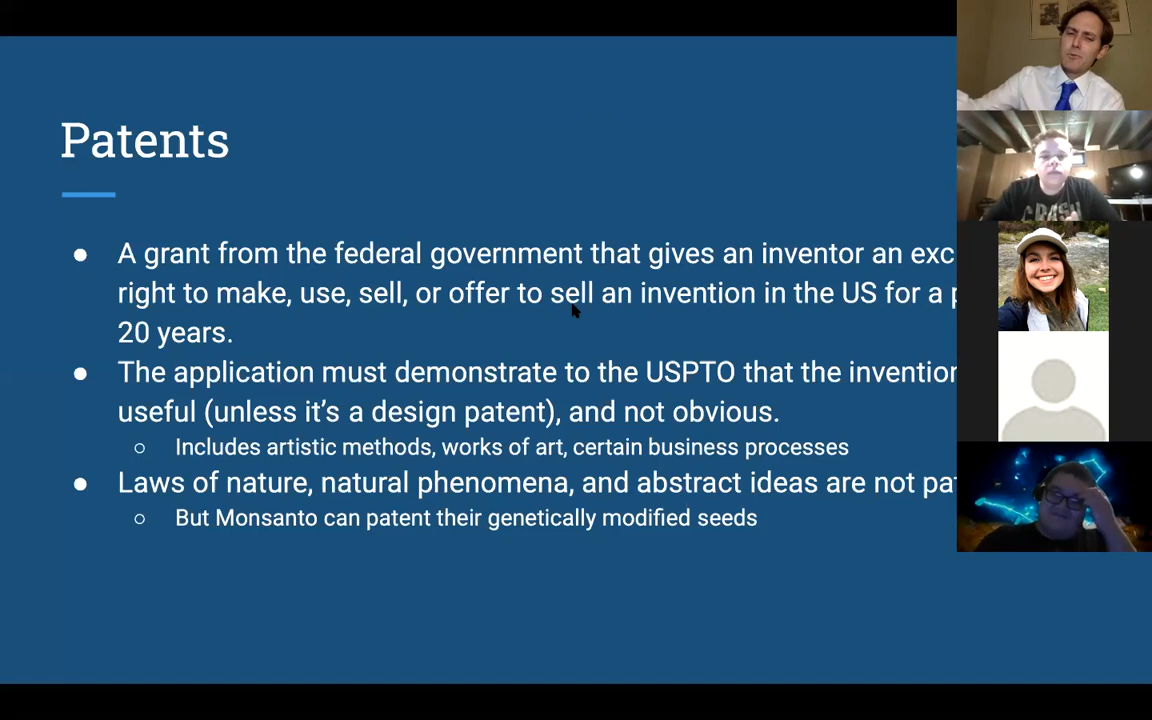 Patents
● A grant from the federal government that gives an inventor an exc
right to make, use, sell, or offer to sell an invention in the US for a p
20 years.
● The application must demonstrate to the USPTO that the invention
useful (unless it’s a design patent), and not obvious.
○ Includes artistic methods, works of art, certain business processes
● Laws of nature, natural phenomena, and abstract ideas are not pat
○ But Monsanto can patent their genetically modified seeds
CRASH